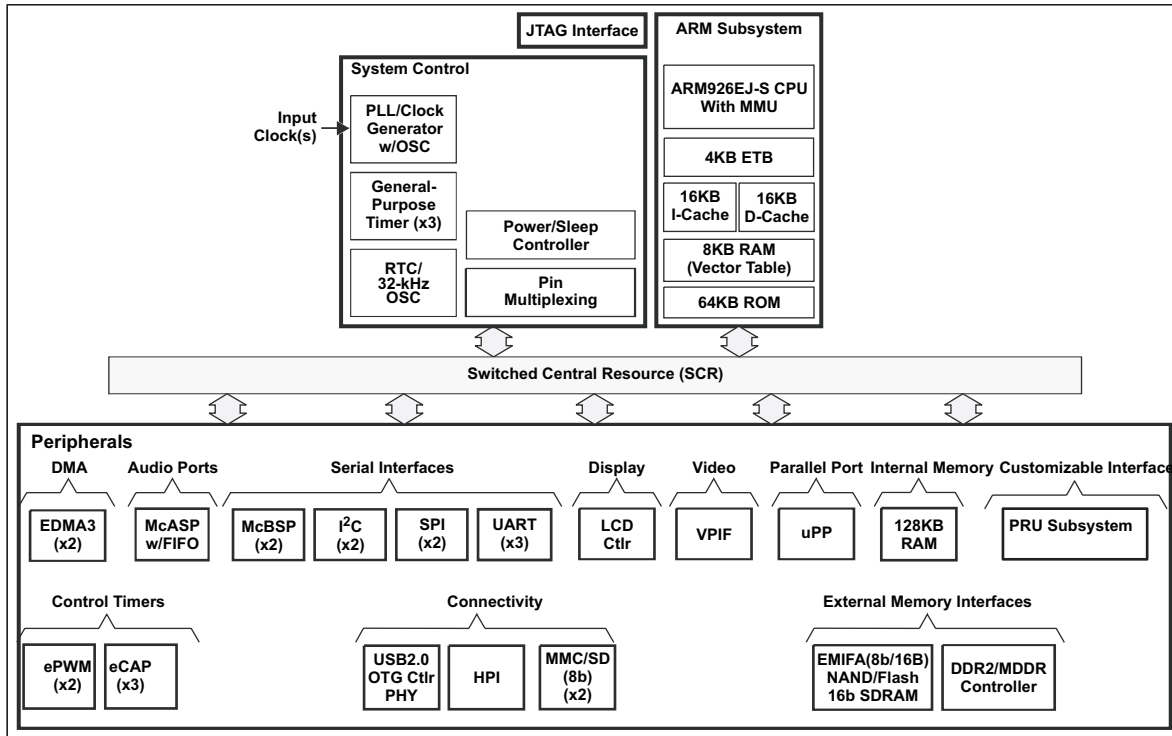 JTAG Interface
ARM Subsystem
System Control
Input
Clock(s)
PLL/Clock
Generator
w/OSC
General-
Purpose
Timer (x3)
RTC/
32-kHz
OSC
Power/Sleep
Controller
Pin
Multiplexing
ARM926EJ-S CPU
With MMU
4KB ETB
16KB
I-Cache
16KB
D-Cache
8KB RAM
(Vector Table)
64KB ROM
Switched Central Resource (SCR)
Peripherals
DMA
Audio Ports
Serial Interfaces
Display
Video
Parallel Port
Internal Memory
Customizable Interface
EDMA3
(x2)
McASP
w/FIFO
McBSP
(x2)
I²C
(x2)
SPI
(x2)
UART
(x3)
LCD
Ctlr
VPIF
uPP
128KB
RAM
PRU Subsystem
Control Timers
Connectivity
External Memory Interfaces
ePWM
(x2)
eCAP
(x3)
USB2.0
OTG Ctlr
PHY
HPI
MMC/SD
(8b)
(x2)
EMIFA(8b/16B)
NAND/Flash
16b SDRAM
DDR2/MDDR
Controller